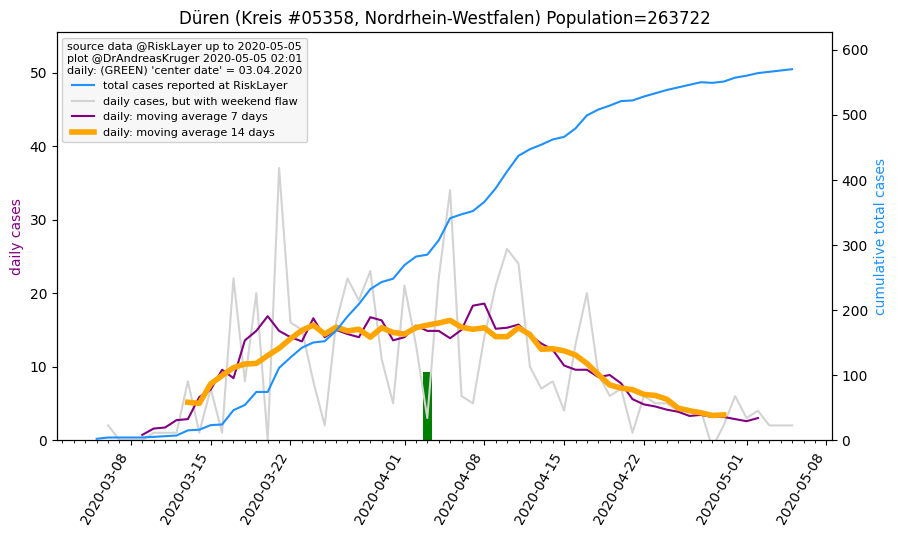 Düren (Kreis #05358, Nordrhein-Westfalen) Population=263722
source data @RiskLayer up to 2020-05-05
plot @DrAndreasKruger 2020-05-05 02:01
daily: (GREEN) 'center date' = 03.04.2020
total cases reported at RiskLayer
daily cases, but with weekend flaw
daily: moving average 7 days
daily: moving average 14 days
daily cases
50
40
30
20
10
0
600
500
400
300
200
100
0
cumulative total cases
2020-03-08
2020-03-15
2020-03-22
2020-04-01
2020-04-08
2020-04-15
2020-04-22
2020-05-01
2020-05-08